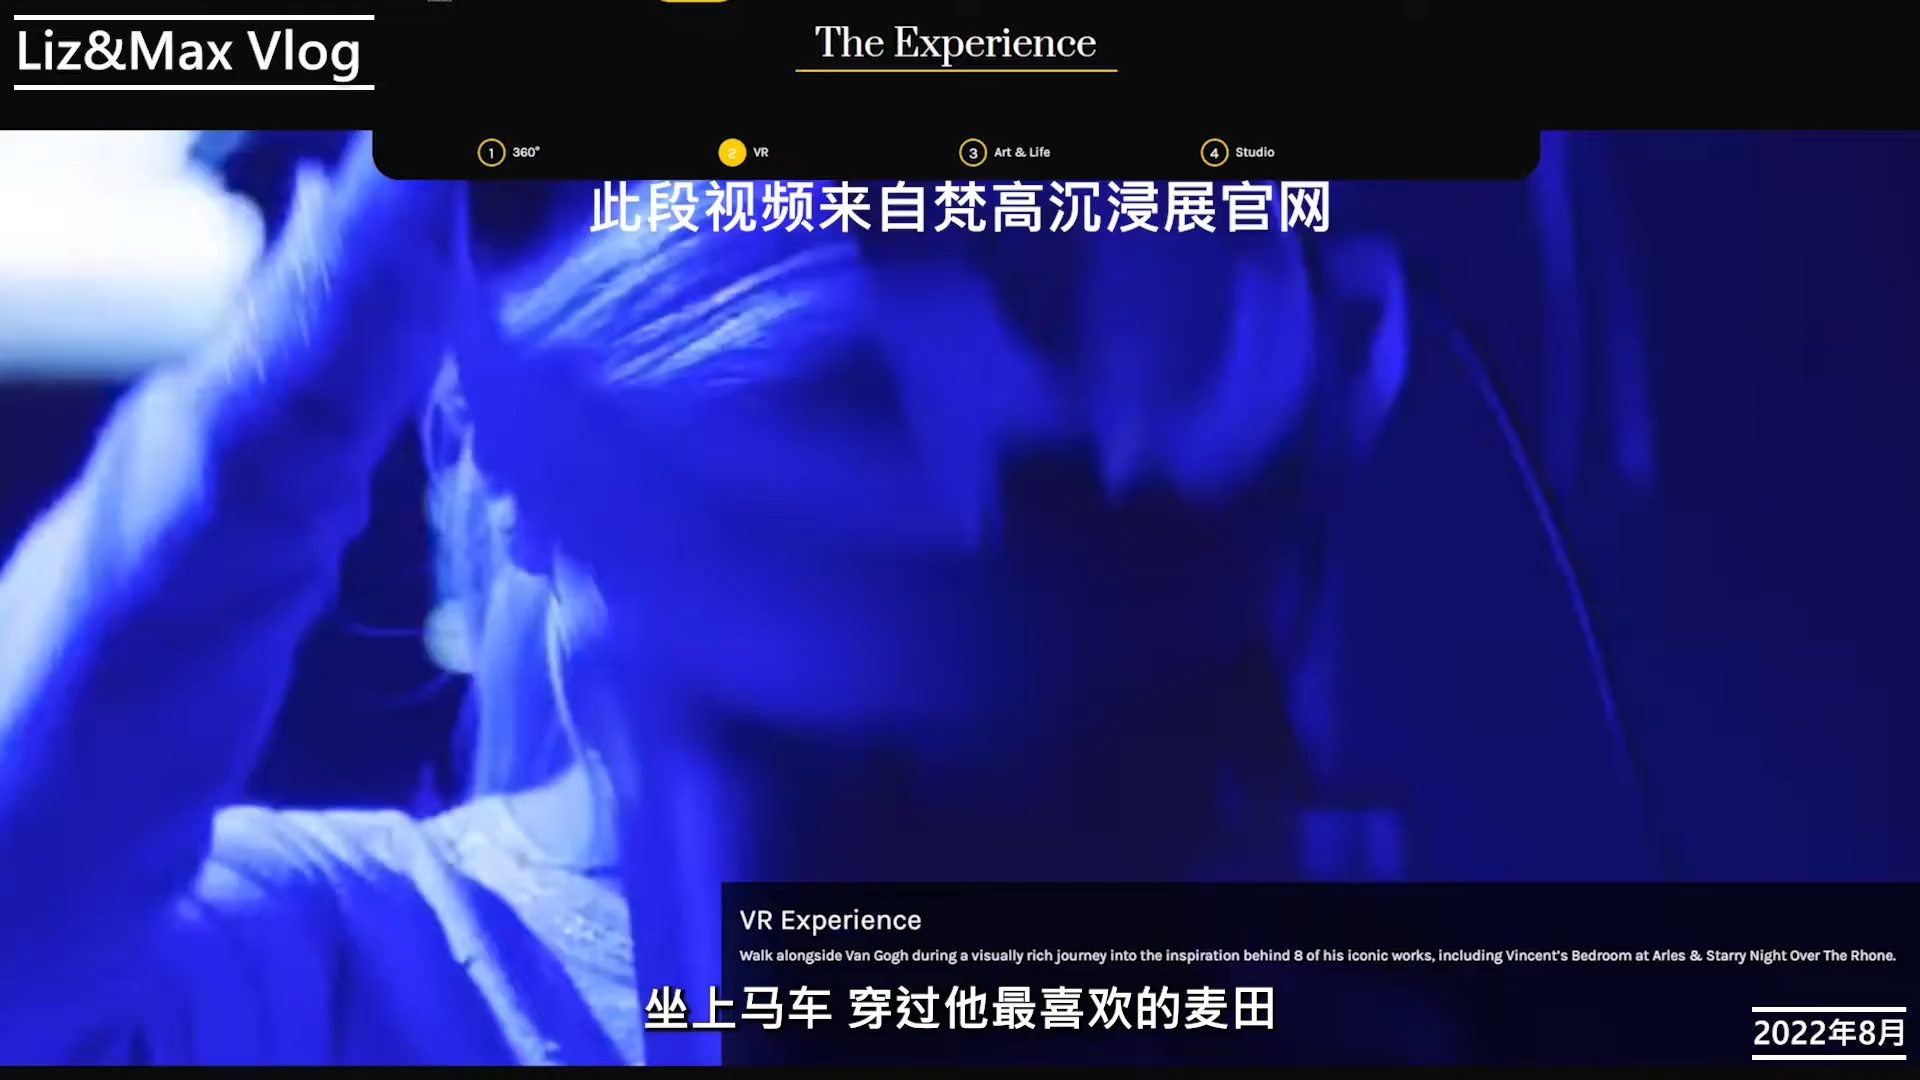 Liz&Max Vlog
The Experience
1 360°
2 VR
3 Art & Life
4 Studio
此段视频来自梵高沉浸展官网
VR Experience
Walk alongside Van Gogh during a visually rich journey into the inspiration behind 8 of his iconic works, including Vincent's Bedroom at Arles & Starry Night Over The Rhone.
坐上马车 穿过他最喜欢的麦田
2022年8月